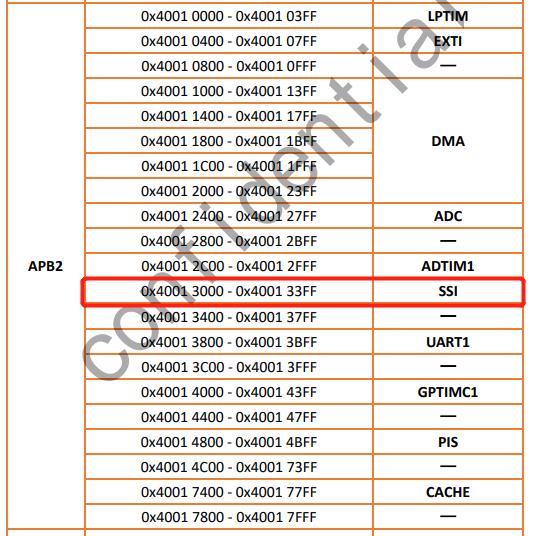 0x4001 0000 - 0x4001 03FF LPTIM
0x4001 0400 - 0x4001 07FF EXTI
0x4001 0800 - 0x4001 0FFF —
0x4001 1000 - 0x4001 13FF
0x4001 1400 - 0x4001 17FF
0x4001 1800 - 0x4001 1BFF DMA
0x4001 1C00 - 0x4001 1FFF
0x4001 2000 - 0x4001 23FF
0x4001 2400 - 0x4001 27FF ADC
0x4001 2800 - 0x4001 2BFF —
APB2 0x4001 2C00 - 0x4001 2FFF ADTIM1
0x4001 3000 - 0x4001 33FF SSI
0x4001 3400 - 0x4001 37FF —
0x4001 3800 - 0x4001 3BFF UART1
0x4001 3C00 - 0x4001 3FFF —
0x4001 4000 - 0x4001 43FF GPTIMC1
0x4001 4400 - 0x4001 47FF —
0x4001 4800 - 0x4001 4BFF PIS
0x4001 4C00 - 0x4001 73FF —
0x4001 7400 - 0x4001 77FF CACHE
0x4001 7800 - 0x4001 7FFF —
confidential